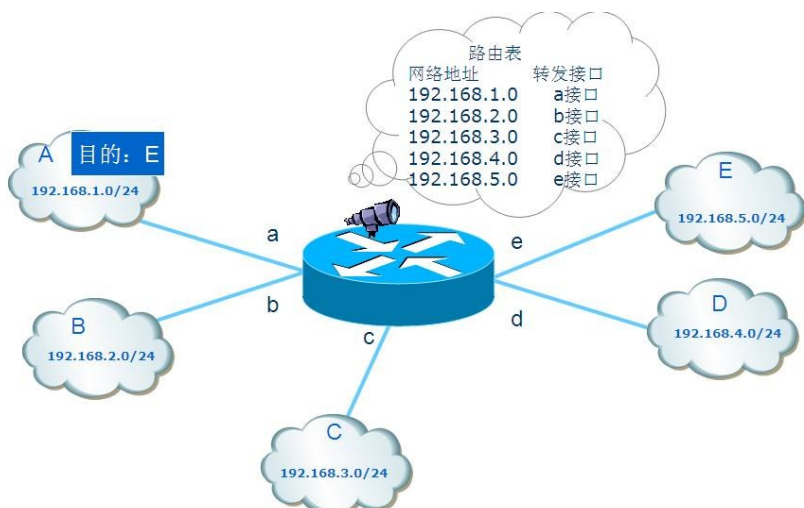 路由表
网络地址 转发接口
192.168.1.0 a接口
192.168.2.0 b接口
192.168.3.0 c接口
192.168.4.0 d接口
192.168.5.0 e接口
A 目的：E
192.168.1.0/24
E
192.168.5.0/24
a
e
B
192.168.2.0/24
b
c
d
D
192.168.4.0/24
C
192.168.3.0/24